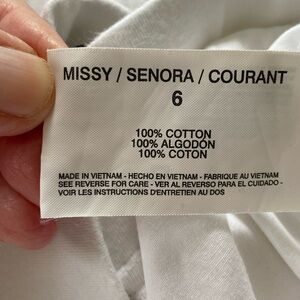 MISSY / SENORA / COURANT
6
100% COTTON
100% ALGODÓN
100% COTON
MADE IN VIETNAM - HECHO EN VIETNAM - FABRIQUE AU VIETNAM
SEE REVERSE FOR CARE - VER AL REVERSO PARA EL CUIDADO -
VOIR LES INSTRUCTIONS D'ENTRETIEN AU DOS